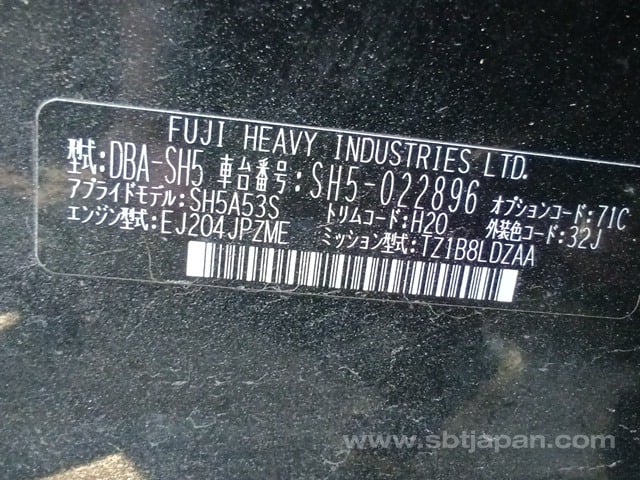 FUJI HEAVY INDUSTRIES LTD.
型式:DBA-SH5 車台番号:SH5-022896
アプライドモデル:SH5A53S トリムコード:H20 オプションコード:71C
エンジン型式:EJ204JPZME ミッション型式:TZ1B8LDZAA 外装色コード:32J
www.sbtjapan.com